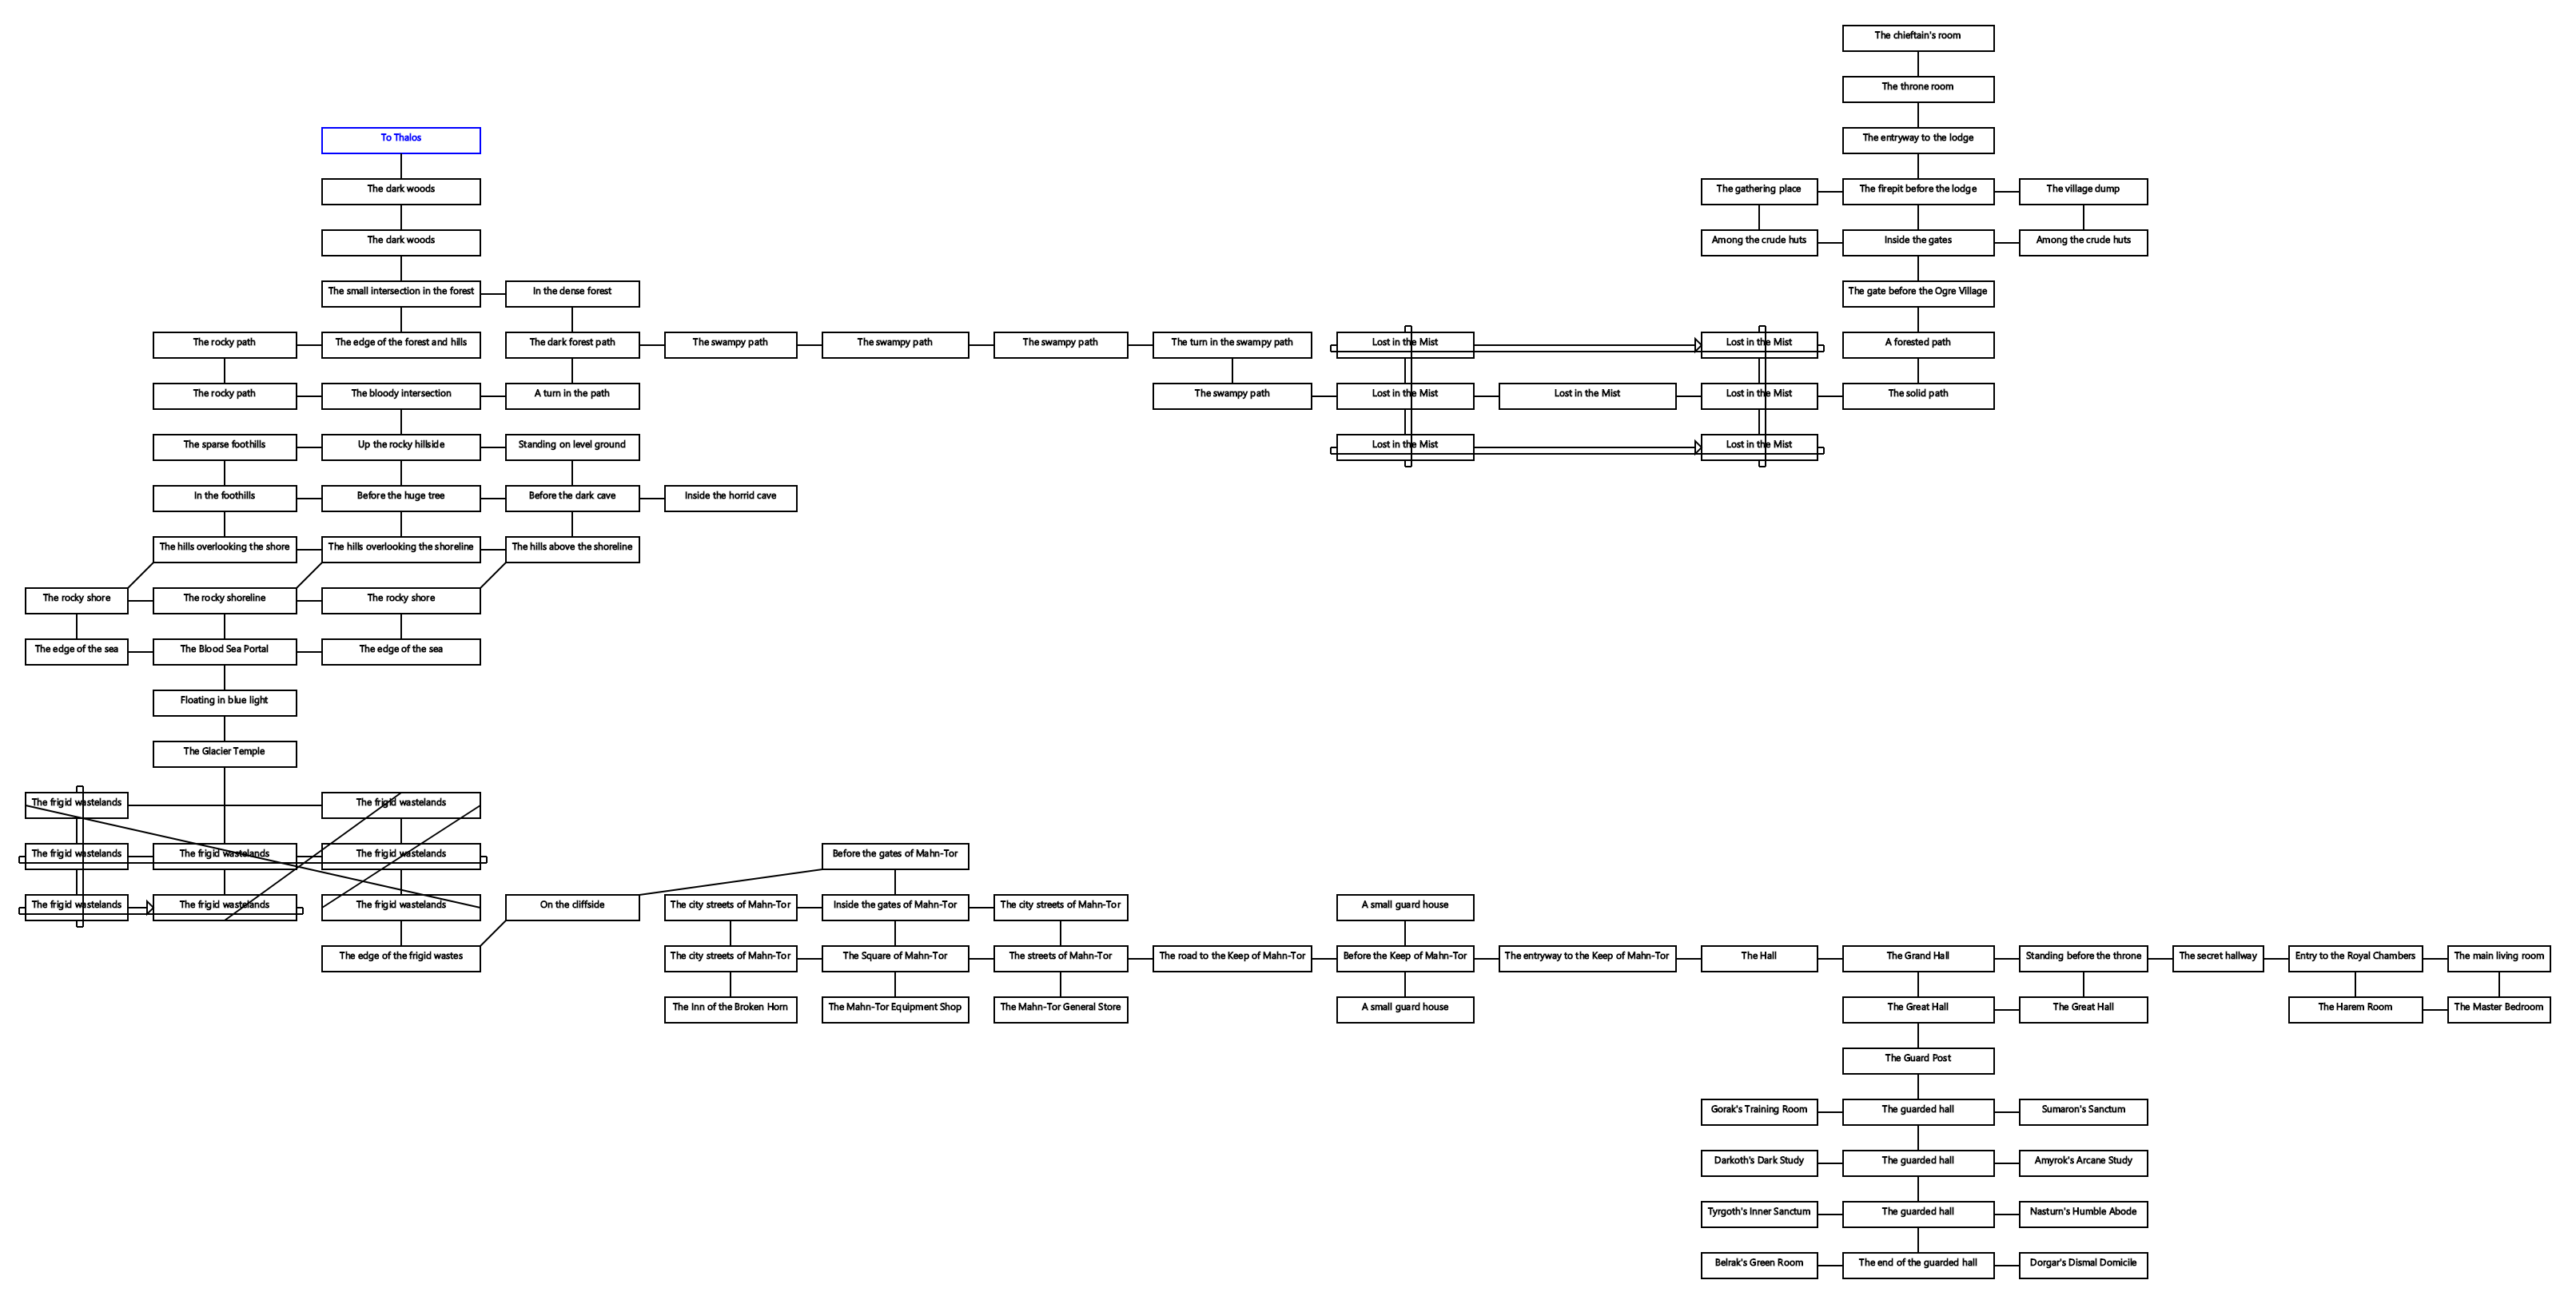 The chieftain's room
The throne room
To Thalos
The entryway to the lodge
The dark woods
The gathering place
The firepit before the lodge
The village dump
The dark woods
Among the crude huts
Inside the gates
Among the crude huts
The small intersection in the forest
In the dense forest
The gate before the Ogre Village
The rocky path
The edge of the forest and hills
The dark forest path
The swampy path
The swampy path
The swampy path
The turn in the swampy path
Lost in the Mist
Lost in the Mist
A forested path
The rocky path
The bloody intersection
A turn in the path
The swampy path
Lost in the Mist
Lost in the Mist
Lost in the Mist
The solid path
The sparse foothills
Up the rocky hillside
Standing on level ground
Lost in the Mist
Lost in the Mist
In the foothills
Before the huge tree
Before the dark cave
Inside the horrid cave
The hills overlooking the shore
The hills overlooking the shoreline
The hills above the shoreline
The rocky shore
The rocky shoreline
The rocky shore
The edge of the sea
The Blood Sea Portal
The edge of the sea
Floating in blue light
The Glacier Temple
The frigid wastelands
The frigid wastelands
The frigid wastelands
The frigid wastelands
The frigid wastelands
Before the gates of Mahn-Tor
The frigid wastelands
The frigid wastelands
The frigid wastelands
On the cliffside
The city streets of Mahn-Tor
Inside the gates of Mahn-Tor
The city streets of Mahn-Tor
A small guard house
The edge of the frigid wastes
The city streets of Mahn-Tor
The Square of Mahn-Tor
The streets of Mahn-Tor
The road to the Keep of Mahn-Tor
Before the Keep of Mahn-Tor
The entryway to the Keep of Mahn-Tor
The Hall
The Grand Hall
Standing before the throne
The secret hallway
Entry to the Royal Chambers
The main living room
The Inn of the Broken Horn
The Mahn-Tor Equipment Shop
The Mahn-Tor General Store
A small guard house
The Great Hall
The Great Hall
The Harem Room
The Master Bedroom
The Guard Post
Gorak's Training Room
The guarded hall
Sumaron's Sanctum
Darkoth's Dark Study
The guarded hall
Amyrok's Arcane Study
Tyrgoth's Inner Sanctum
The guarded hall
Nasturn's Humble Abode
Belrak's Green Room
The end of the guarded hall
Dorgar's Dismal Domicile